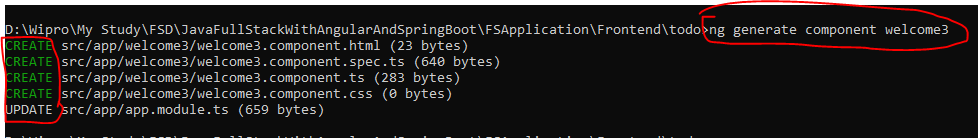 D:\Wipro\My Study\FSD\JavaFullStackWithAngularAndSpringBoot\FSApplication\Frontend\todo>ng generate component welcome3
CREATE src/app/welcome3/welcome3.component.html (23 bytes)
CREATE src/app/welcome3/welcome3.component.spec.ts (640 bytes)
CREATE src/app/welcome3/welcome3.component.ts (283 bytes)
CREATE src/app/welcome3/welcome3.component.css (0 bytes)
UPDATE src/app/app.module.ts (659 bytes)